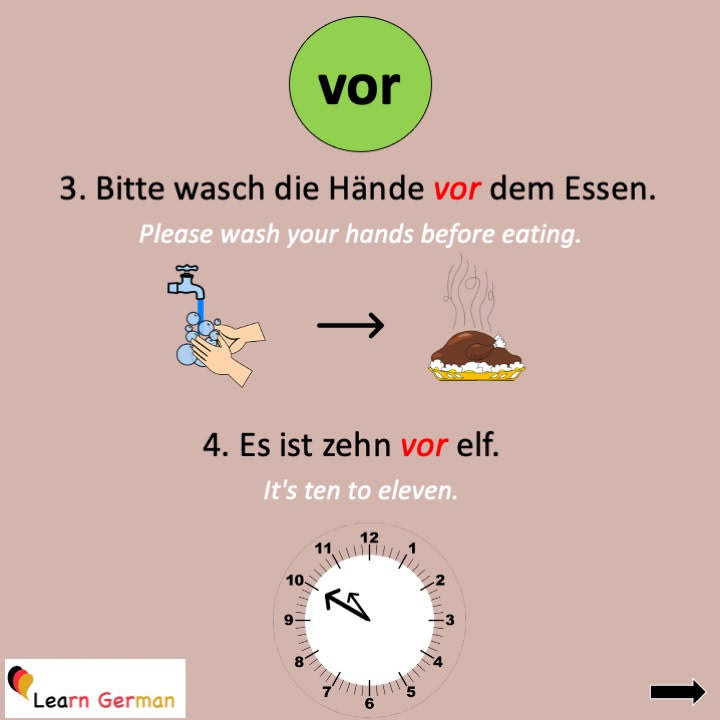 vor
3. Bitte wasch die Hände vor dem Essen.
Please wash your hands before eating.
4. Es ist zehn vor elf.
It's ten to eleven.
12
11 1
10 2
9 3
8 4
7 5
6
Learn German